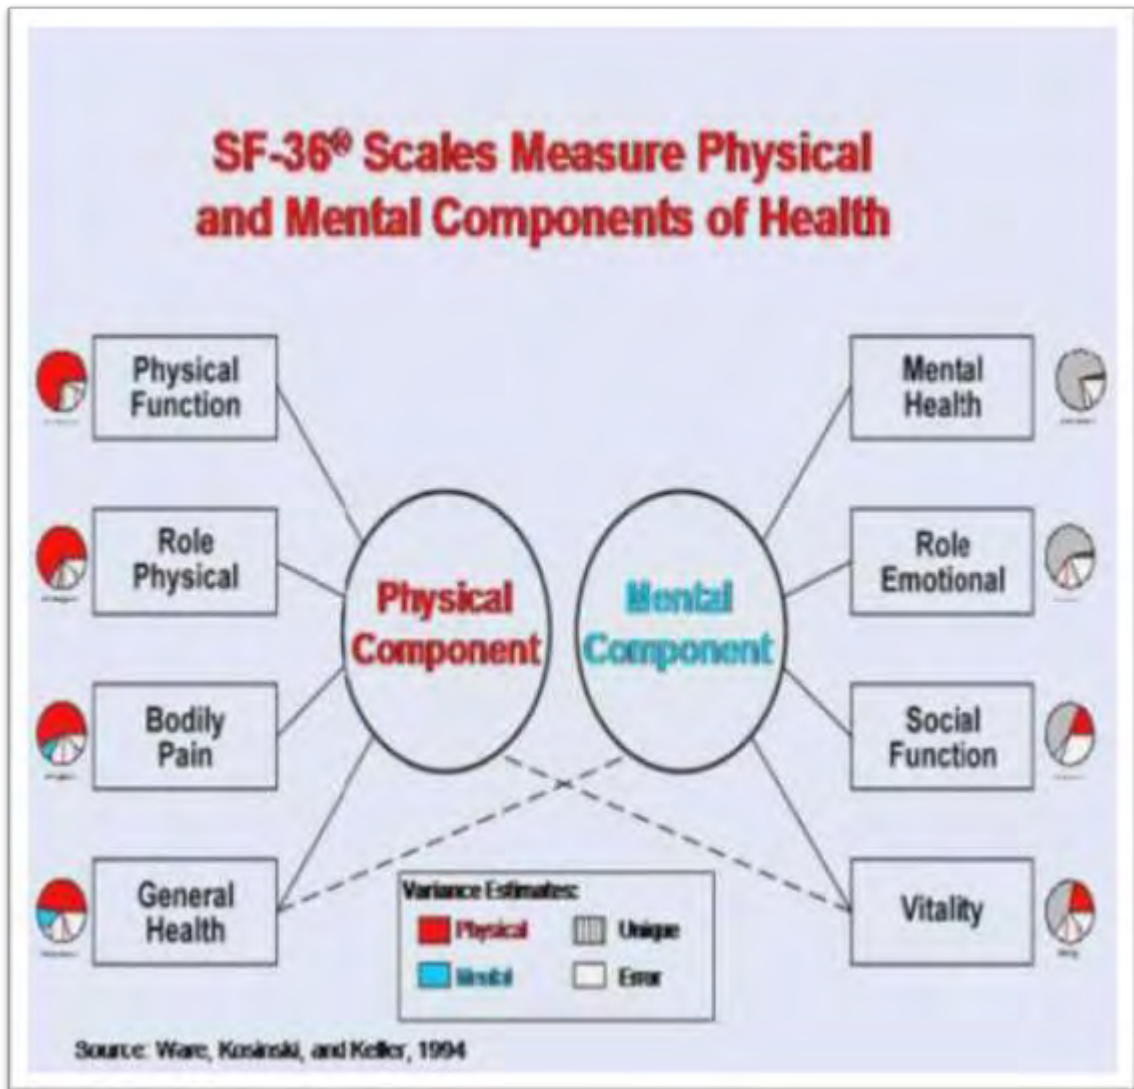 SF-36® Scales Measure Physical
and Mental Components of Health
Physical
Function
Mental
Health
Role
Physical
Role
Emotional
Physical
Component
Mental
Component
Bodily
Pain
Social
Function
General
Health
Vitality
Variance Estimates:
Physical
Unique
Mental
Error
Source: Ware, Kosinski, and Keller, 1994